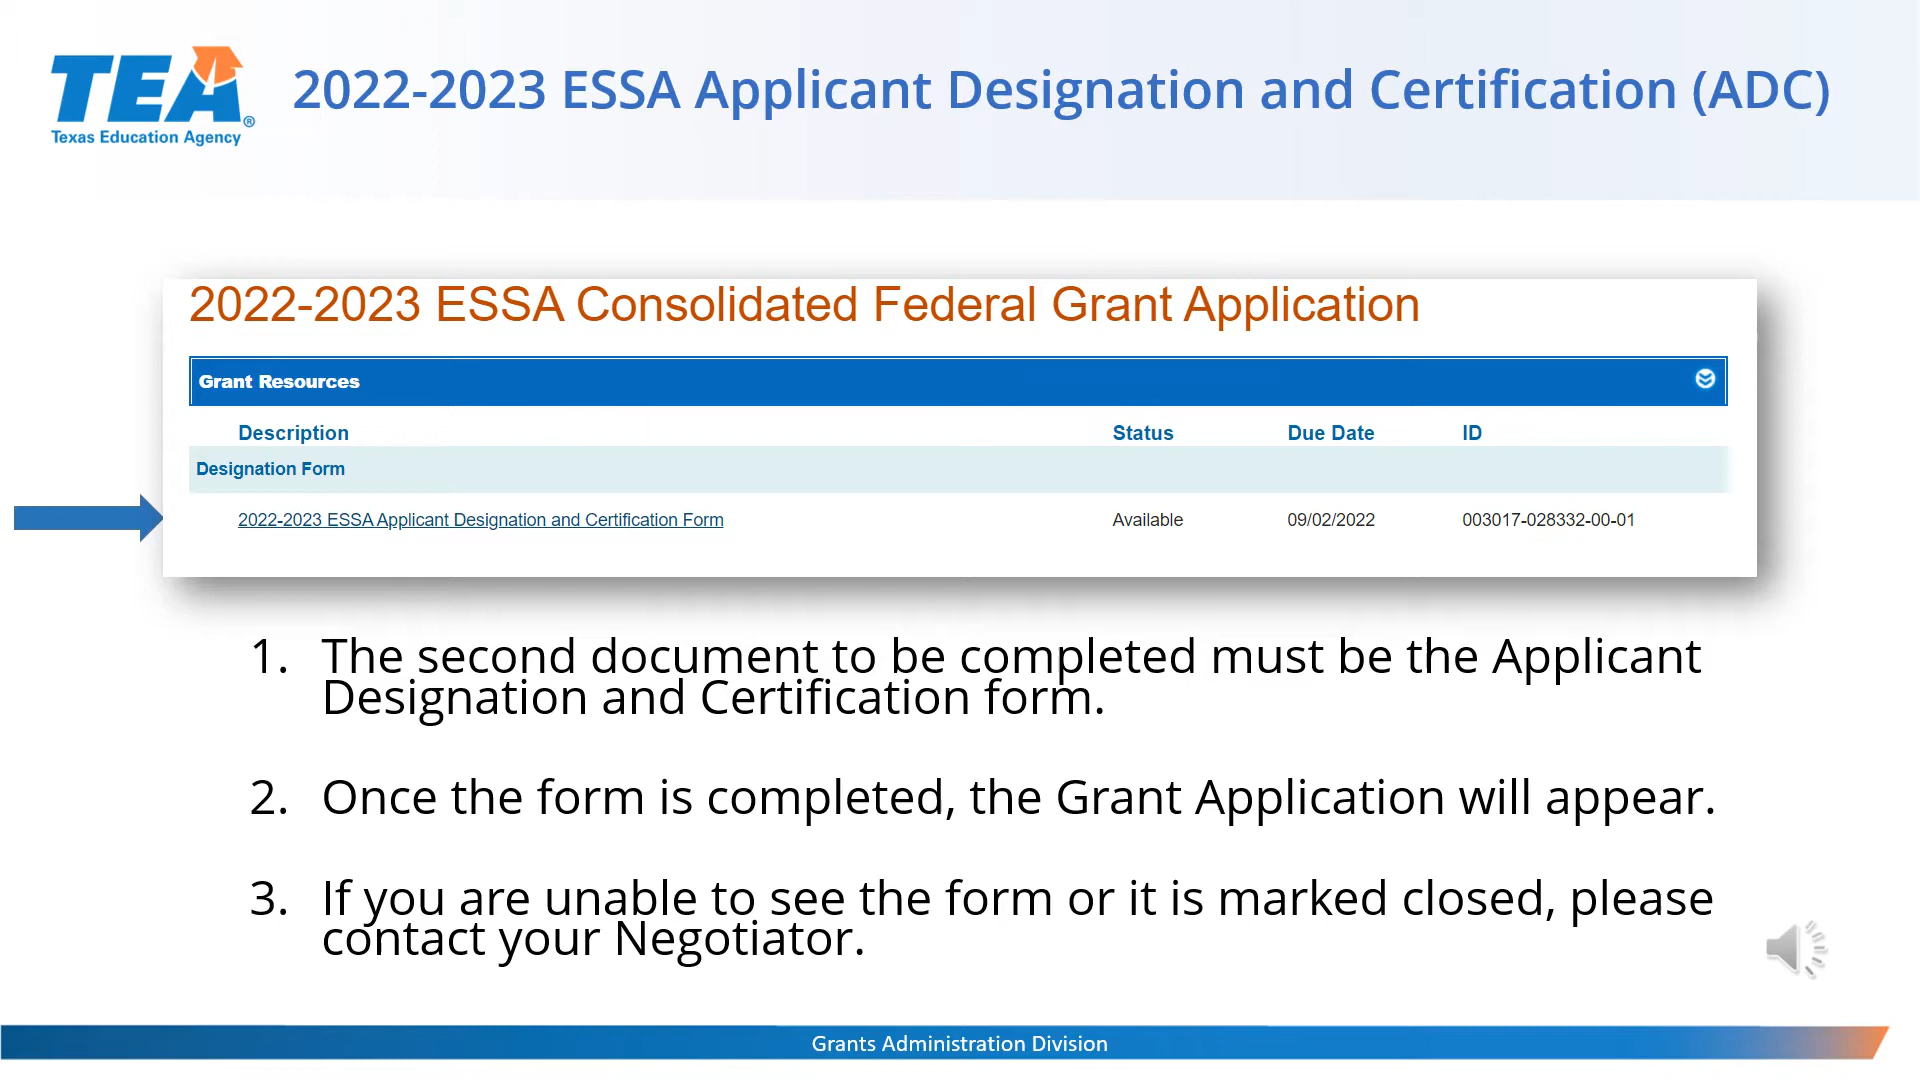 TEA®
Texas Education Agency
2022-2023 ESSA Applicant Designation and Certification (ADC)
2022-2023 ESSA Consolidated Federal Grant Application
Grant Resources
Description Status Due Date ID
Designation Form
2022-2023 ESSA Applicant Designation and Certification Form Available 09/02/2022 003017-028332-00-01
1. The second document to be completed must be the Applicant
Designation and Certification form.
2. Once the form is completed, the Grant Application will appear.
3. If you are unable to see the form or it is marked closed, please
contact your Negotiator.
Grants Administration Division